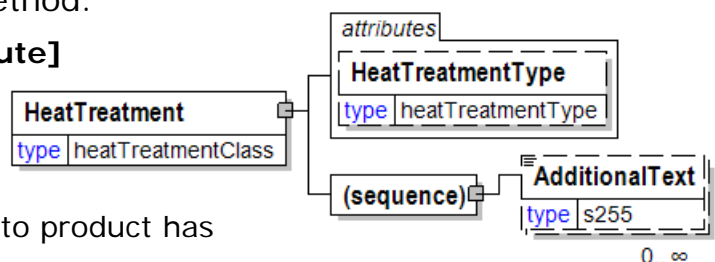 ethod.
ute]
attributes
HeatTreatmentType
type heatTreatmentType
HeatTreatment
type heatTreatmentClass
(sequence)
AdditionalText
type s255
0..∞
to product has